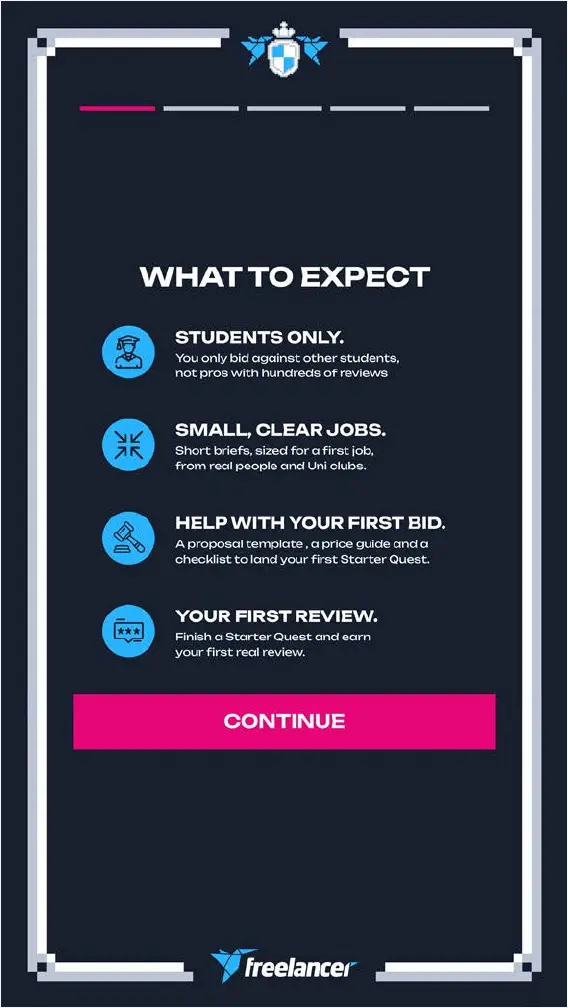 WHAT TO EXPECT
STUDENTS ONLY.
You only bid against other students,
not pros with hundreds of reviews
SMALL, CLEAR JOBS.
Short briefs, sized for a first job,
from real people and Uni clubs.
HELP WITH YOUR FIRST BID.
A proposal template , a price guide and a
checklist to land your first Starter Quest.
YOUR FIRST REVIEW.
Finish a Starter Quest and earn
your first real review.
CONTINUE
freelancer